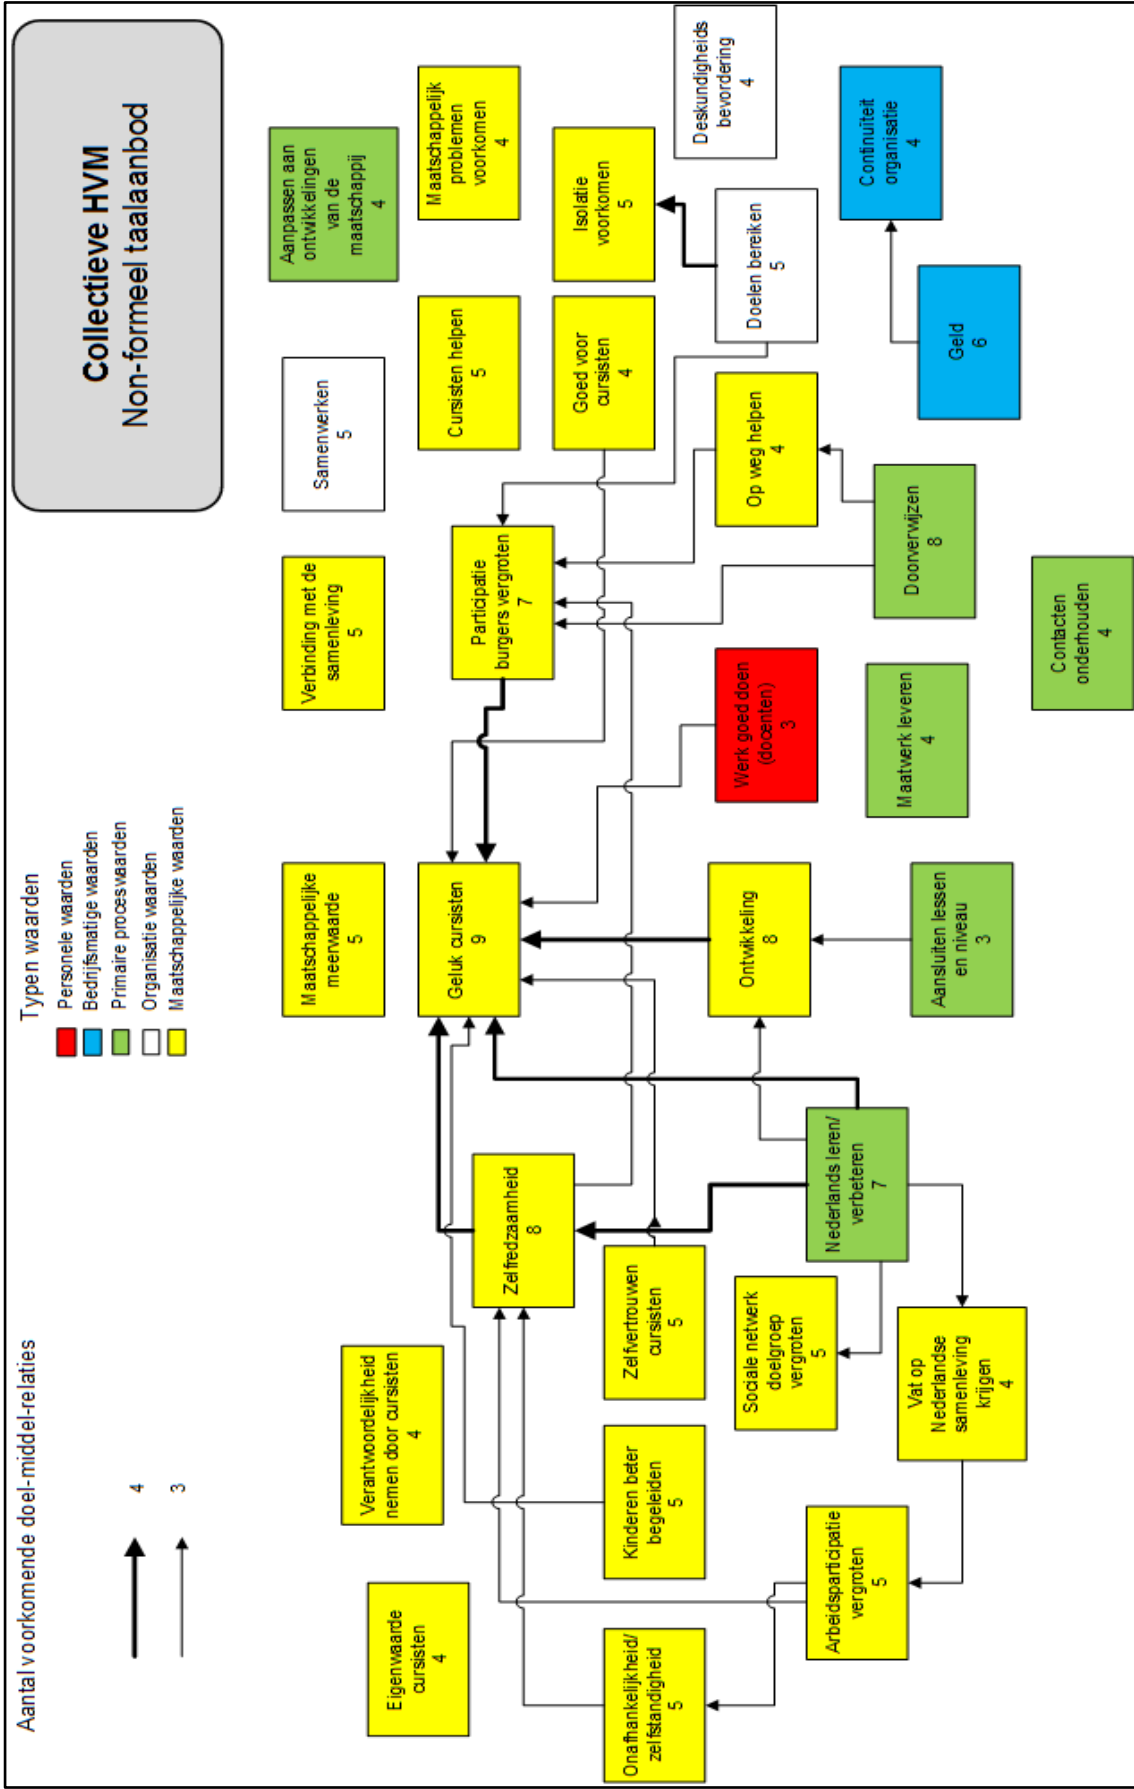 Aantal voorkomende doel-middel-relaties
4
3
Typen waarden
Personele waarden
Bedrijfsmatige waarden
Primaire proceswaarden
Organisatie waarden
Maatschappelijke waarden
Collectieve HVM
Non-formeel taalaanbod
Eigenwaarde
cursisten
4
Verantwoordelijkheid
nemen door cursisten
4
Maatschappelijke
meerwaarde
5
Verbinding met de
samenleving
5
Samenwerken
5
Aanpassen aan
ontwikkelingen
van de
maatschappij
4
Zelfredzaamheid
8
Geluk cursisten
9
Participatie
burgers vergroten
7
Cursisten helpen
5
Maatschappelijk
problemen
voorkomen
4
Onafhankelijkheid/
zelfstandigheid
5
Kinderen beter
begeleiden
5
Zelfvertrouwen
cursisten
5
Goed voor
cursisten
4
Isolatie
voorkomen
5
Sociale netwerk
doelgroep
vergroten
5
Ontwikkeling
8
Werk goed doen
(docenten)
3
Op weg helpen
4
Doelen bereiken
5
Deskundigheids
bevordering
4
Arbeidsparticipatie
vergroten
5
Nederlands leren/
verbeteren
7
Maatwerk leveren
4
Doorverwijzen
8
Continuïteit
organisatie
4
Vat op
Nederlandse
samenleving
krijgen
4
Aansluiten lessen
en niveau
3
Geld
6
Contacten
onderhouden
4